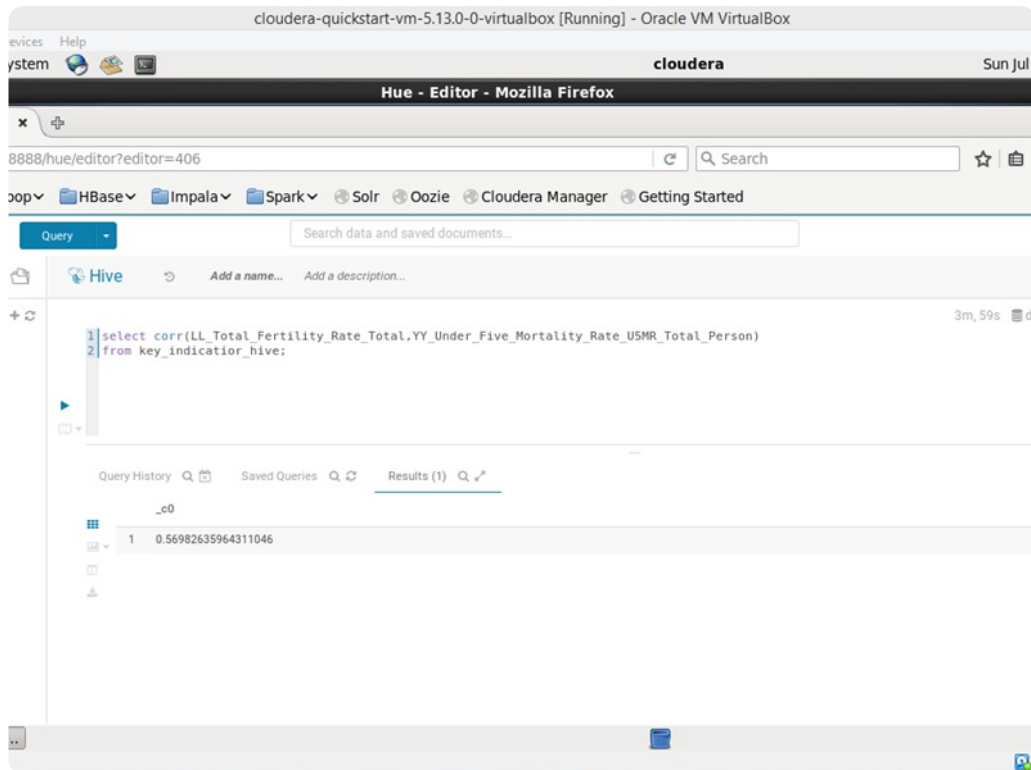 cloudera-quickstart-vm-5.13.0-0-virtualbox [Running] - Oracle VM VirtualBox
evices Help
ystem cloudera Sun Jul
Hue - Editor - Mozilla Firefox
8888/hue/editor?editor=406 Search
oop HBase Impala Spark Solr Oozie Cloudera Manager Getting Started
Query Search data and saved documents...
Hive Add a name... Add a description...
3m, 59s d
1 select corr(LL_Total_Fertility_Rate_Total,YY_Under_Five_Mortality_Rate_U5MR_Total_Person)
2 from key_indicatior_hive;
Query History Saved Queries Results (1)
_c0
1 0.56982635964311046
..